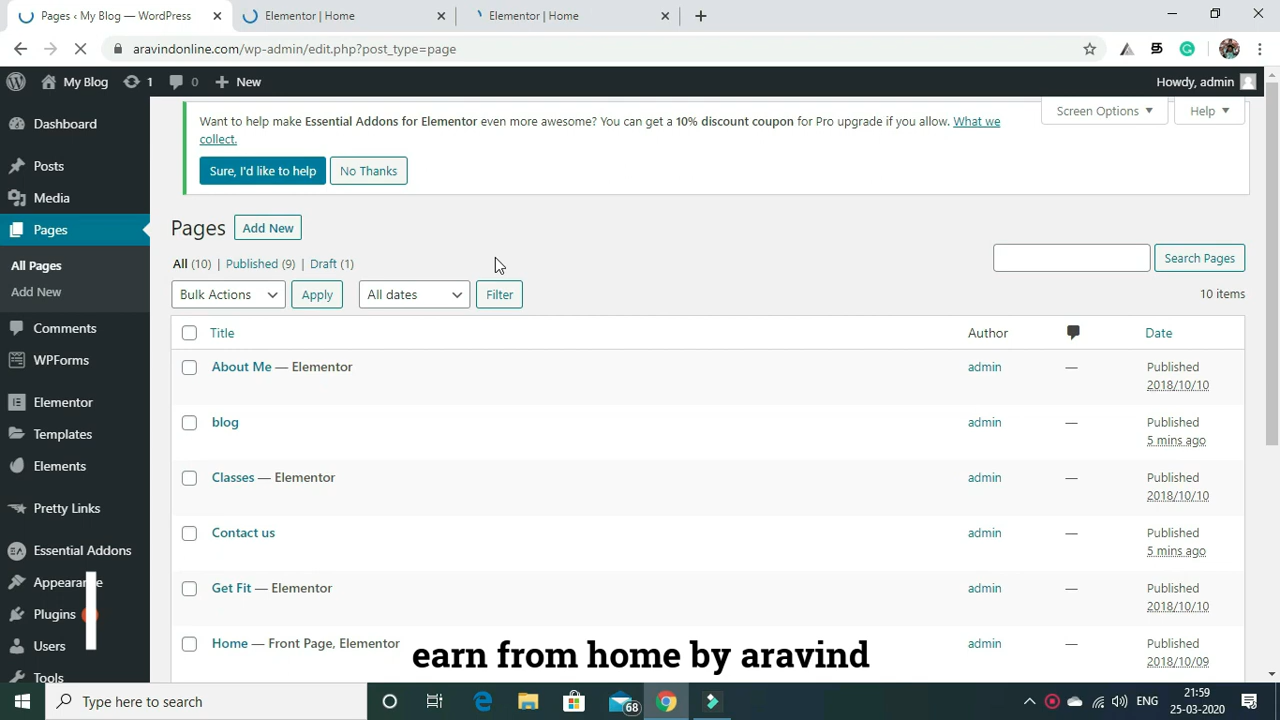 Pages ‹ My Blog — WordPress
Elementor | Home
Elementor | Home
aravindonline.com/wp-admin/edit.php?post_type=page
My Blog
1
0
New
Howdy, admin
Dashboard
Posts
Media
Pages
All Pages
Add New
Comments
WPForms
Elementor
Templates
Elements
Pretty Links
Essential Addons
Appearance
Plugins
Users
Tools
Want to help make Essential Addons for Elementor even more awesome? You can get a 10% discount coupon for Pro upgrade if you allow. What we
collect.
Sure, I'd like to help
No Thanks
Screen Options
Help
Pages
Add New
All (10) | Published (9) | Draft (1)
Search Pages
Bulk Actions
Apply
All dates
Filter
10 items
Title
Author
Date
About Me — Elementor
admin
—
Published
2018/10/10
blog
admin
—
Published
5 mins ago
Classes — Elementor
admin
—
Published
2018/10/10
Contact us
admin
—
Published
5 mins ago
Get Fit — Elementor
admin
—
Published
2018/10/10
Home — Front Page, Elementor
admin
—
Published
2018/10/09
earn from home by aravind
Type here to search
68
ENG
21:59
25-03-2020